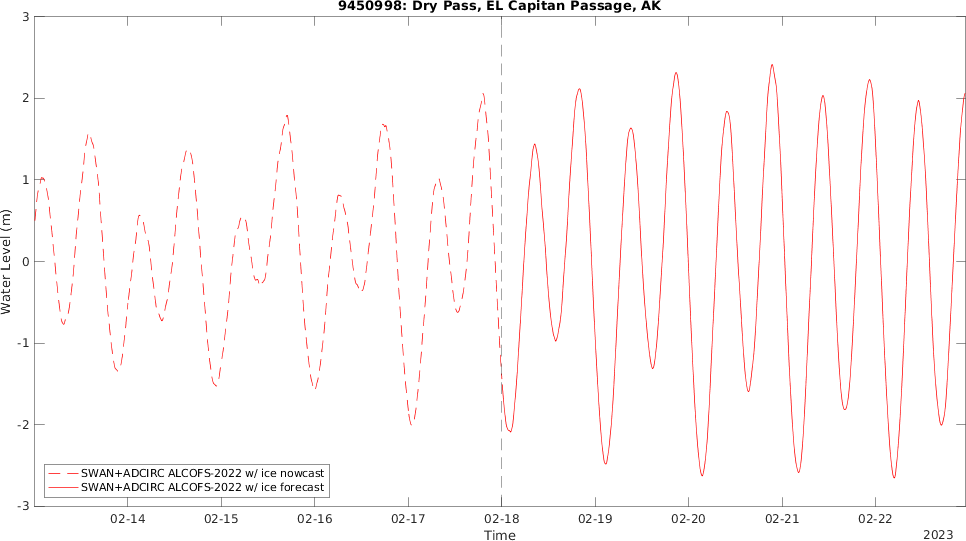 9450998: Dry Pass, EL Capitan Passage, AK
3
2
1
0
-1
-2
-3
Water Level (m)
SWAN+ADCIRC ALCOFS-2022 w/ ice nowcast
SWAN+ADCIRC ALCOFS-2022 w/ ice forecast
02-14 02-15 02-16 02-17 02-18 02-19 02-20 02-21 02-22
Time
2023